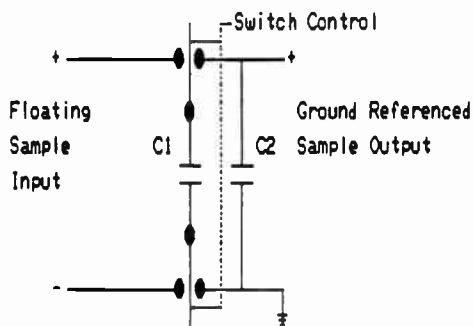 Switch Control
+ +
Floating
Sample
Input
C1
C2
Ground Referenced
Sample Output
-